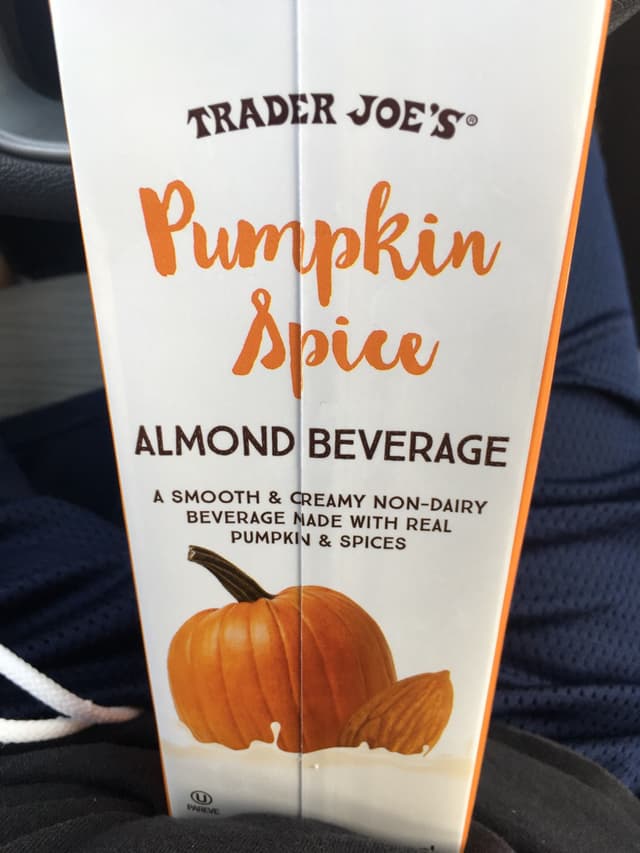 TRADER JOE'S®
Pumpkin
Spice
ALMOND BEVERAGE
A SMOOTH & CREAMY NON-DAIRY
BEVERAGE MADE WITH REAL
PUMPKIN & SPICES
U
PAREVE